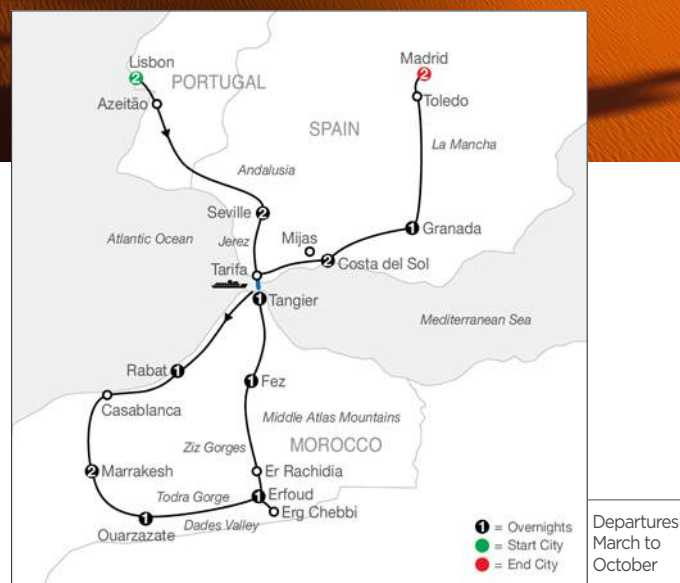 Lisbon
2
PORTUGAL
Azeitão
Madrid
2
Toledo
SPAIN
La Mancha
Andalusia
Seville 2
Atlantic Ocean
Jerez
Mijas
1 Granada
2 Costa del Sol
Tarifa
1 Tangier
Mediterranean Sea
Rabat 1
1 Fez
Casablanca
Middle Atlas Mountains
Ziz Gorges
MOROCCO
2 Marrakesh
Er Rachidia
Todra Gorge
1 Erfoud
Erg Chebbi
1
Ouarzazate
Dades Valley
1 = Overnights
= Start City
= End City
Departures
March to
October